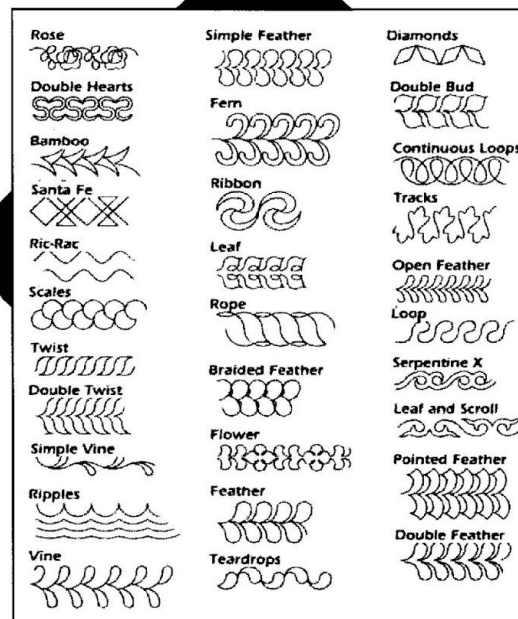 Rose
Double Hearts
Bamboo
Santa Fe
Ric-Rac
Scales
Twist
Double Twist
Simple Vine
Ripples
Vine
Simple Feather
Fern
Ribbon
Leaf
Rope
Braided Feather
Flower
Feather
Teardrops
Diamonds
Double Bud
Continuous Loops
Tracks
Open Feather
Loop
Serpentine X
Leaf and Scroll
Pointed Feather
Double Feather